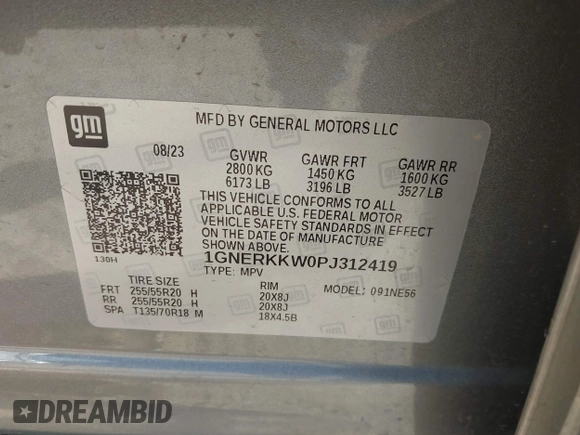 gm
MFD BY GENERAL MOTORS LLC
08/23 GVWR GAWR FRT GAWR RR
2800 KG 1450 KG 1600 KG
6173 LB 3196 LB 3527 LB
THIS VEHICLE CONFORMS TO ALL
APPLICABLE U.S. FEDERAL MOTOR
VEHICLE SAFETY STANDARDS IN EFFECT
ON THE DATE OF MANUFACTURE
SHOWN ABOVE.
130H
1GNERKKW0PJ312419
TYPE: MPV
TIRE SIZE RIM MODEL: 091NE56
FRT 255/55R20 H 20X8J
RR 255/55R20 H 20X8J
SPA T135/70R18 M 18X4.5B
DREAMBID